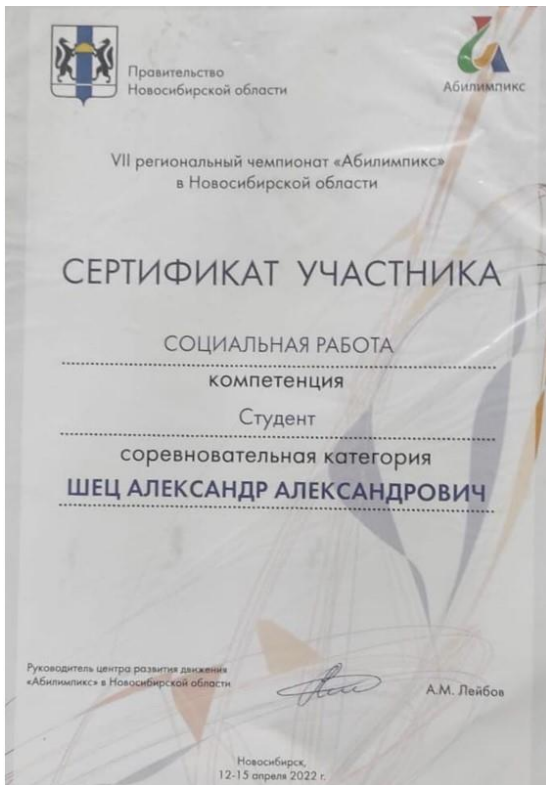 Правительство
Новосибирской области
Абилимпикс
VII региональный чемпионат «Абилимпикс»
в Новосибирской области
СЕРТИФИКАТ УЧАСТНИКА
СОЦИАЛЬНАЯ РАБОТА
компетенция
Студент
соревновательная категория
ШЕЦ АЛЕКСАНДР АЛЕКСАНДРОВИЧ
Руководитель центра развития движения
«Абилимпикс» в Новосибирской области
А.М. Лейбов
Новосибирск,
12-15 апреля 2022 г.